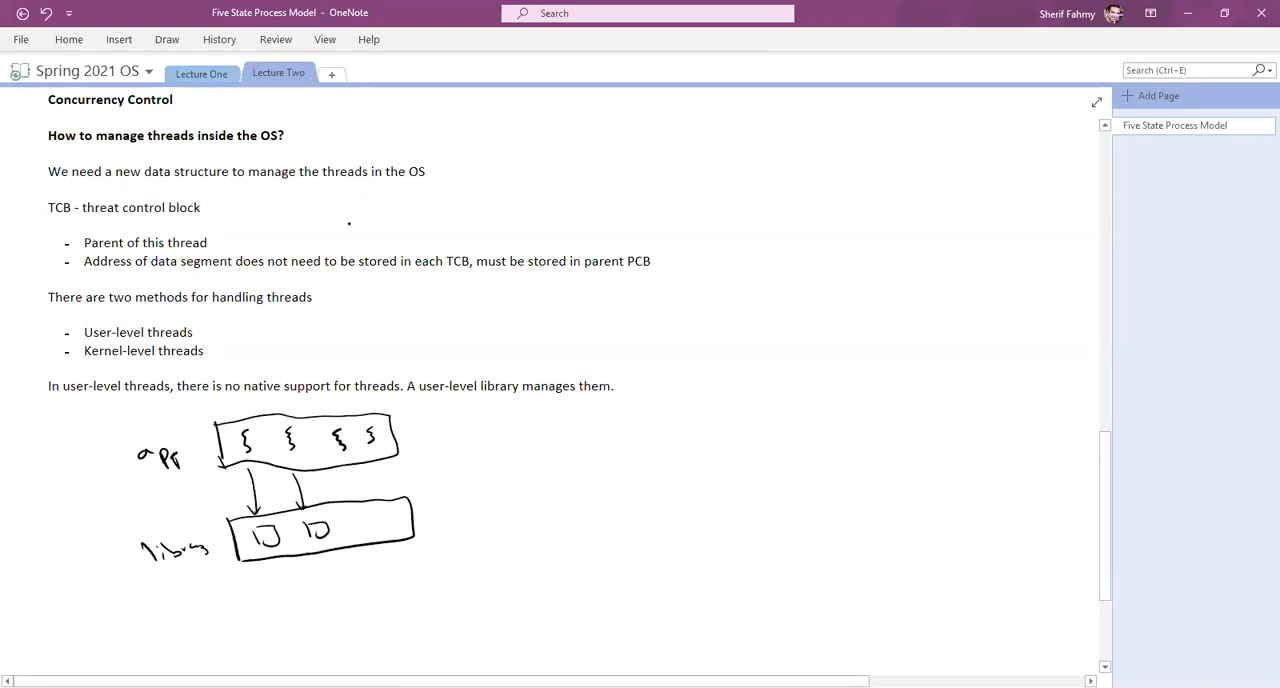 Five State Process Model - OneNote
Search
Sherif Fahmy
File Home Insert Draw History Review View Help
Spring 2021 OS
Lecture One
Lecture Two
Search (Ctrl+E)
Add Page
Five State Process Model
Concurrency Control
How to manage threads inside the OS?
We need a new data structure to manage the threads in the OS
TCB - threat control block
- Parent of this thread
- Address of data segment does not need to be stored in each TCB, must be stored in parent PCB
There are two methods for handling threads
- User-level threads
- Kernel-level threads
In user-level threads, there is no native support for threads. A user-level library manages them.
app